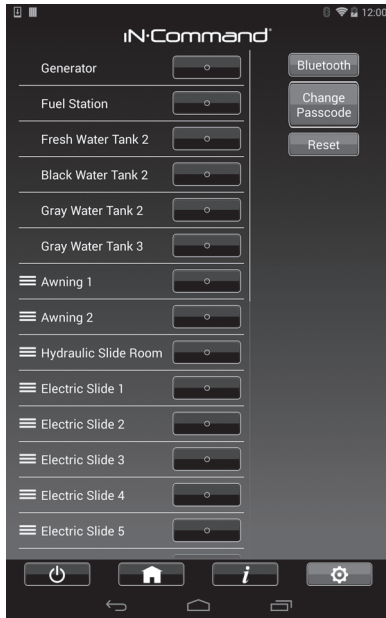 12:00
iN·Command®
Generator
Fuel Station
Fresh Water Tank 2
Black Water Tank 2
Gray Water Tank 2
Gray Water Tank 3
Awning 1
Awning 2
Hydraulic Slide Room
Electric Slide 1
Electric Slide 2
Electric Slide 3
Electric Slide 4
Electric Slide 5
Bluetooth
Change
Passcode
Reset
i